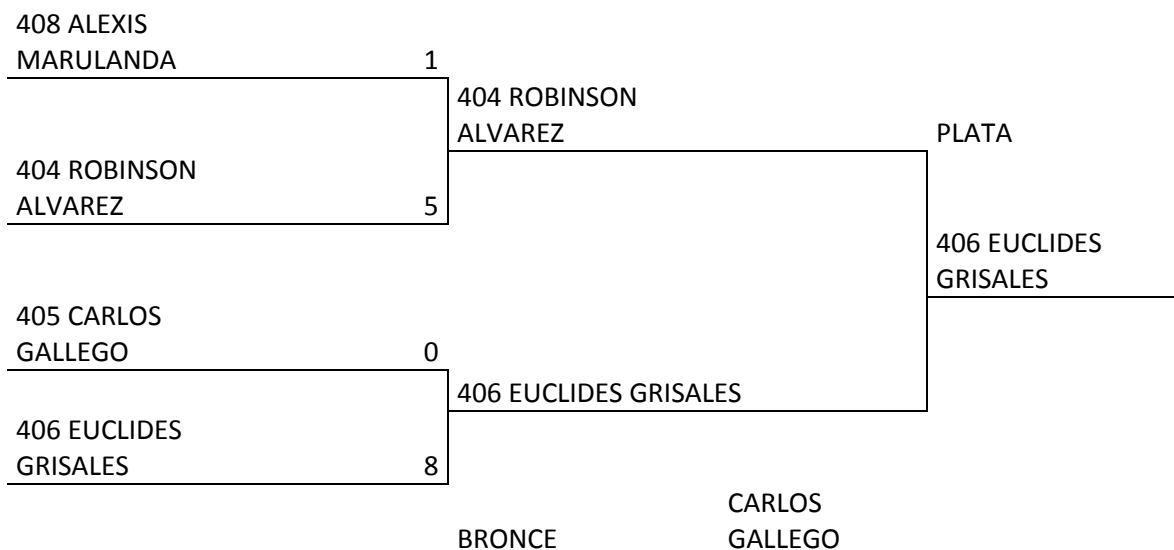 408 ALEXIS
MARULANDA 1
404 ROBINSON
ALVAREZ PLATA
404 ROBINSON
ALVAREZ 5
406 EUCLIDES
GRISALES
405 CARLOS
GALLEGO 0
406 EUCLIDES GRISALES
406 EUCLIDES
GRISALES 8
CARLOS
BRONCE GALLEGO